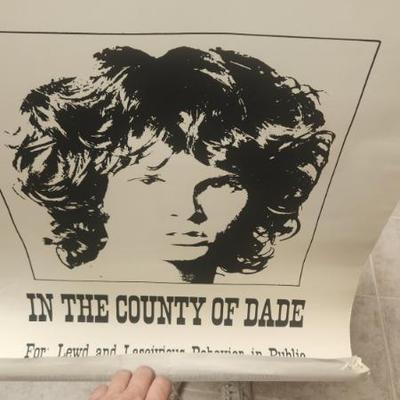 IN THE COUNTY OF DADE
For: Lewd and Lascivious Behavior in Public